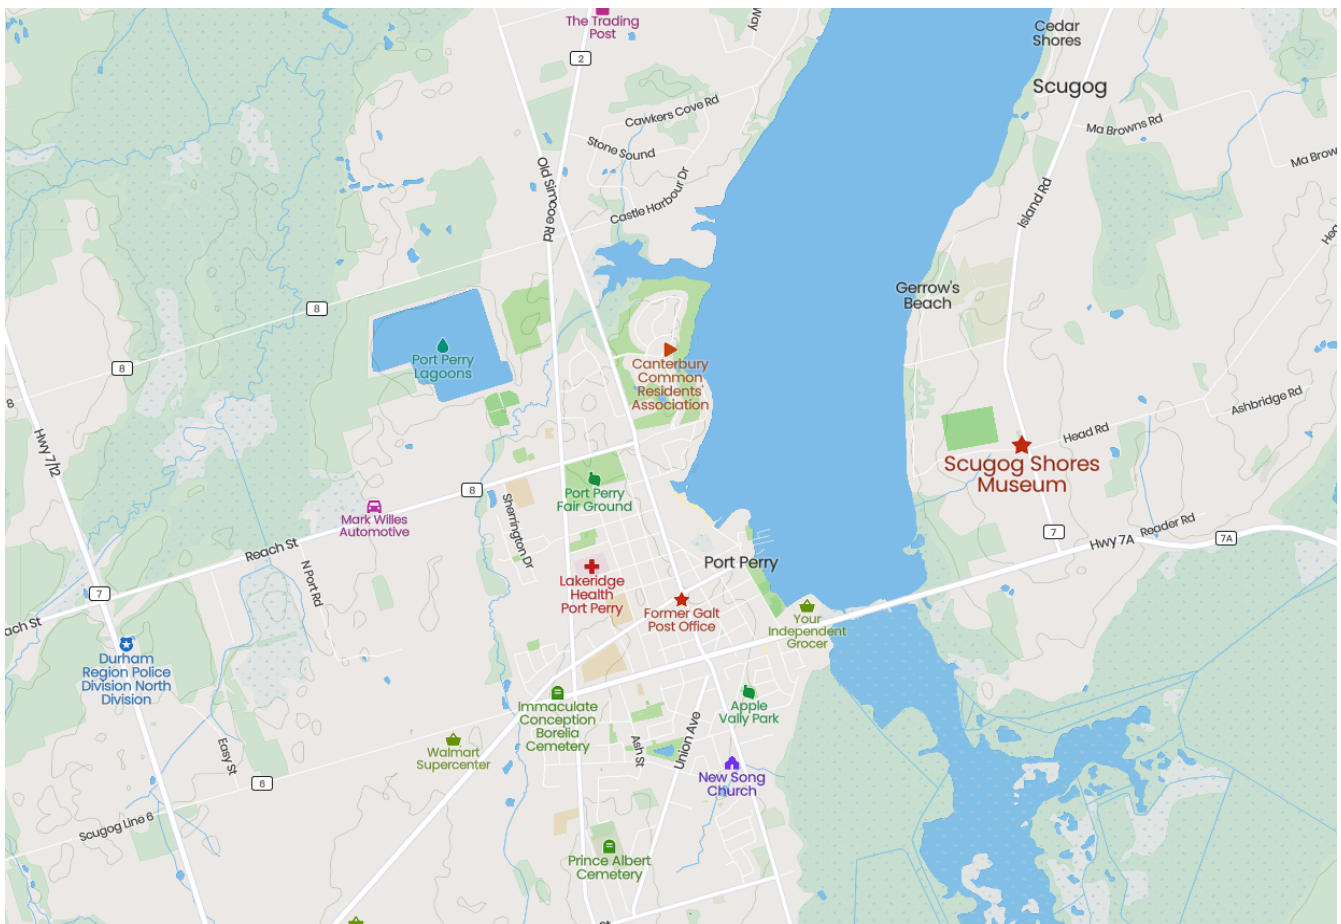 The Trading
Post
Way
Cedar
Shores
Scugog
2
Cawkers Cove Rd
Ma Browns Rd
Stone Sound
Ma Brow
Old Simcoe Rd
Castle Harbour Dr
Island Rd
Hea
Gerrow's
Beach
8
Port Perry
Lagoons
8
Canterbury
Common
Residents'
Association
8
Ashbridge Rd
Hwy 7/12
Head Rd
Scugog Shores
Museum
8
Port Perry
Fair Ground
Sherrington Dr
Mark Willes
Automotive
Reach St
7
Reader Rd
7A
Hwy 7A
N Port Rd
Port Perry
Lakeridge
Health
Port Perry
7
Former Galt
Post Office
Your
Independent
Grocer
ach St
Durham
Region Police
Division North
Division
Immaculate
Conception
Borelia
Cemetery
Apple
Vally Park
Union Ave
Ash St
Easy St
Walmart
Supercenter
6
New Song
Church
Scugog Line 6
Prince Albert
Cemetery
St